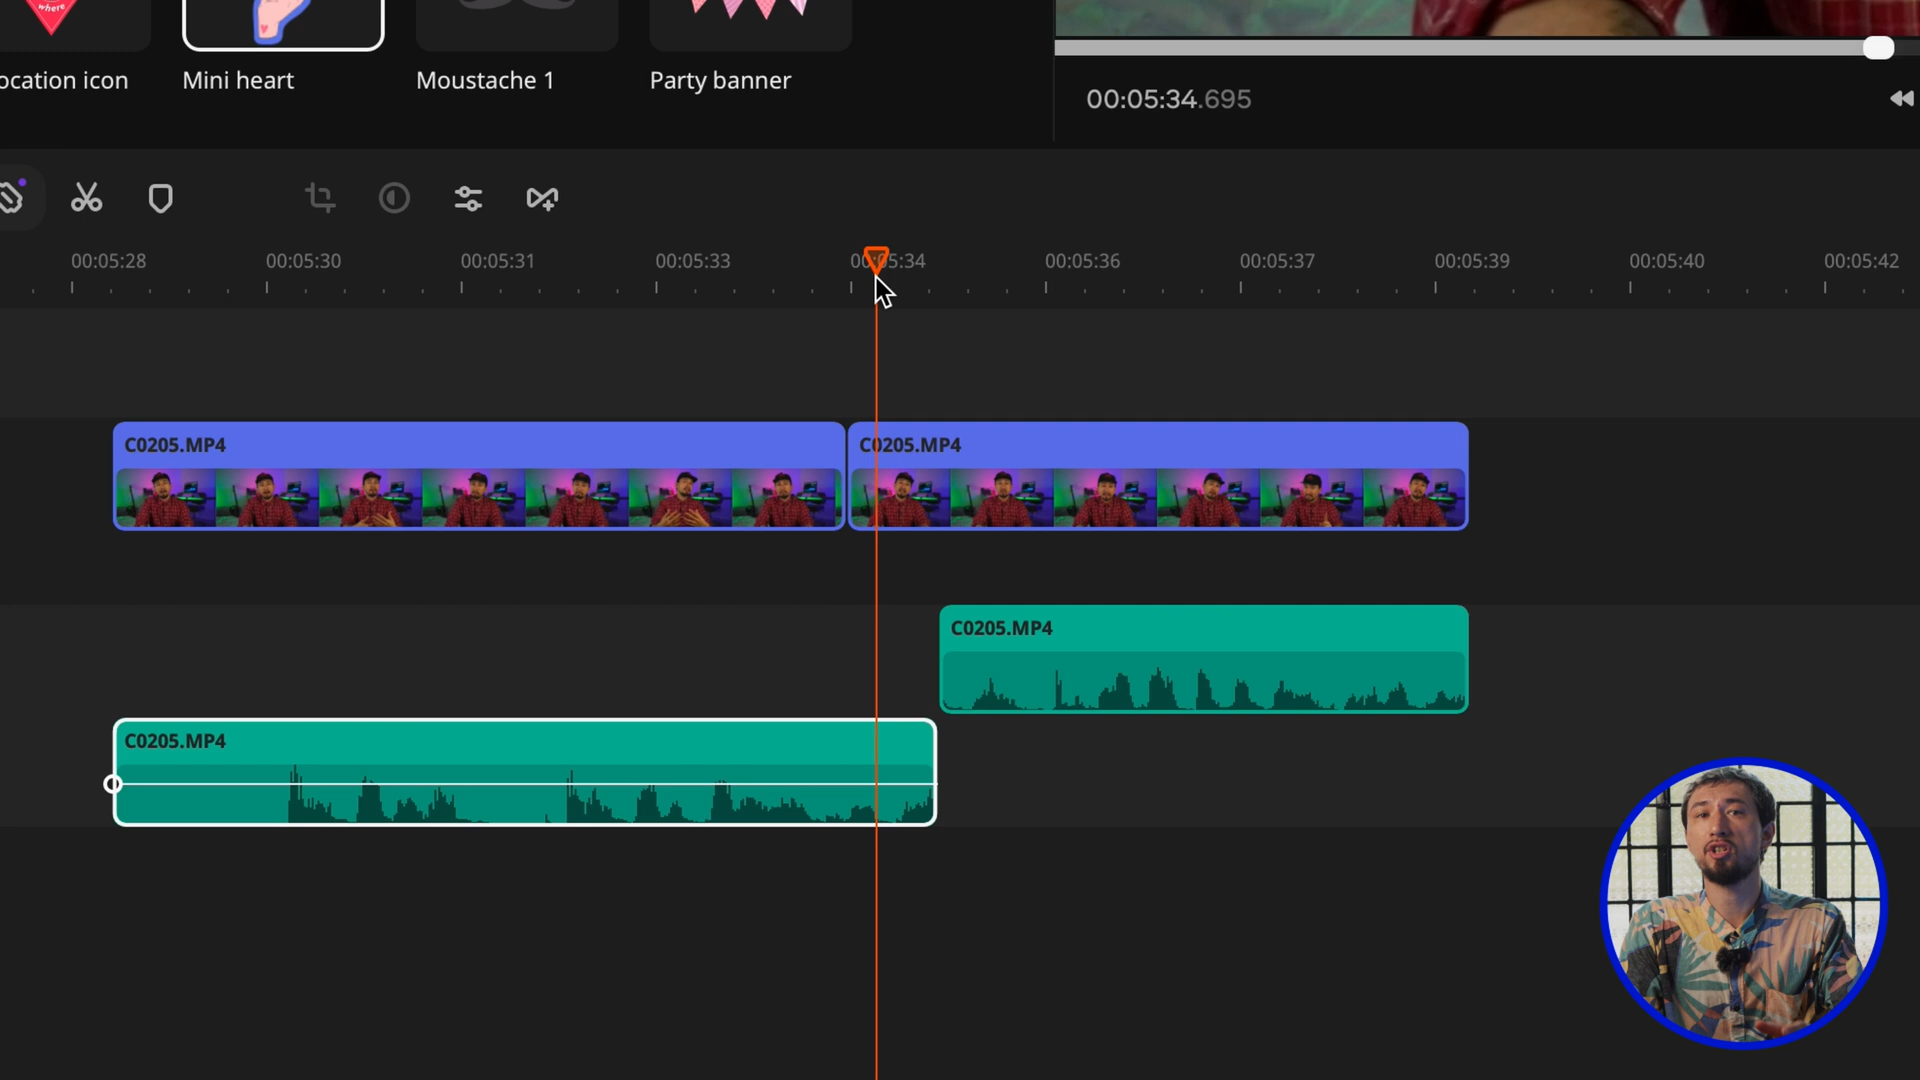 where
ocation icon
Mini heart
Moustache 1
Party banner
00:05:34.695
00:05:28
00:05:30
00:05:31
00:05:33
00:05:34
00:05:36
00:05:37
00:05:39
00:05:40
00:05:42
C0205.MP4
C0205.MP4
C0205.MP4
C0205.MP4